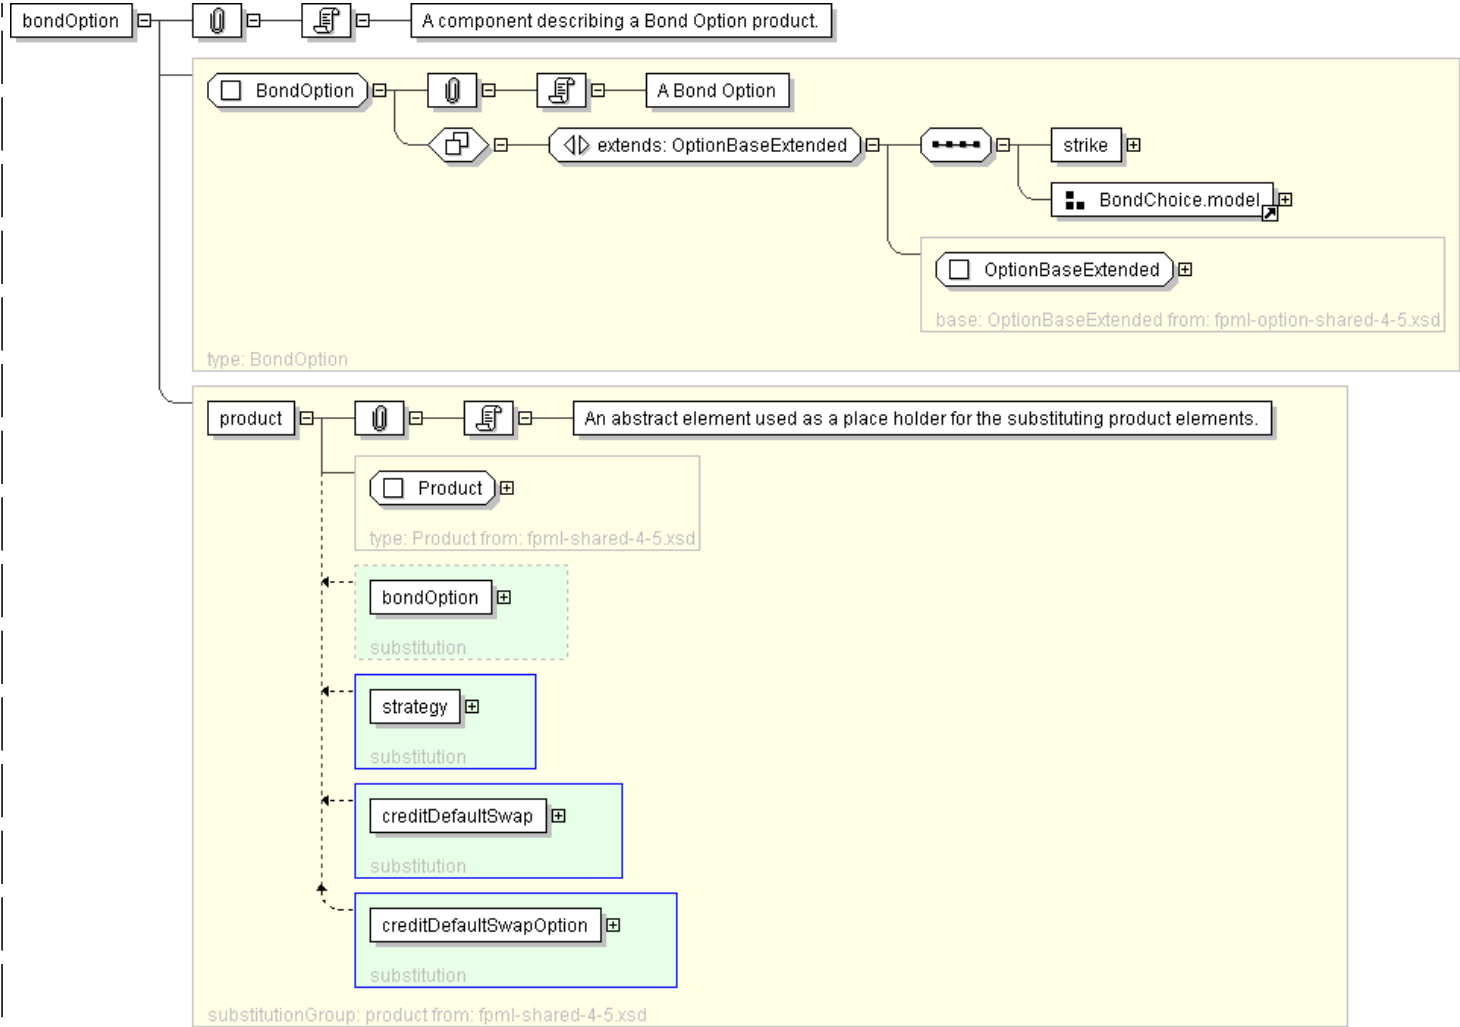 bondOption A component describing a Bond Option product.
BondOption A Bond Option
extends: OptionBaseExtended strike
BondChoice.model
OptionBaseExtended
base: OptionBaseExtended from: fpml-option-shared-4-5.xsd
type: BondOption
product An abstract element used as a place holder for the substituting product elements.
Product
type: Product from: fpml-shared-4-5.xsd
bondOption
substitution
strategy
substitution
creditDefaultSwap
substitution
creditDefaultSwapOption
substitution
substitutionGroup: product from: fpml-shared-4-5.xsd